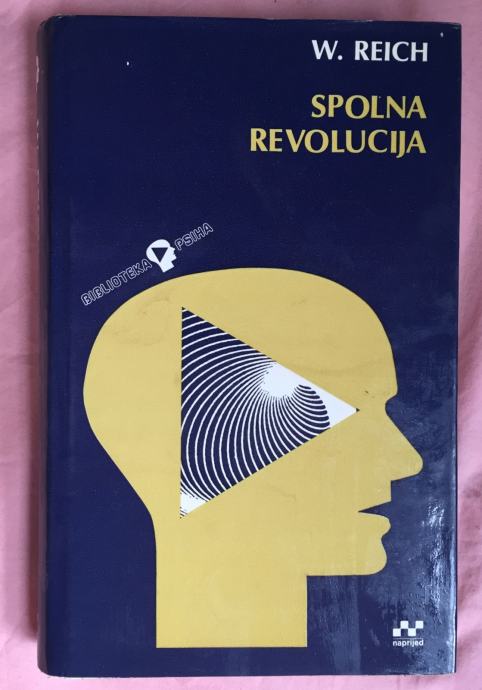 W. REICH
SPOLNA
REVOLUCIJA
BIBLIOTEKA PSIHA
naprijed